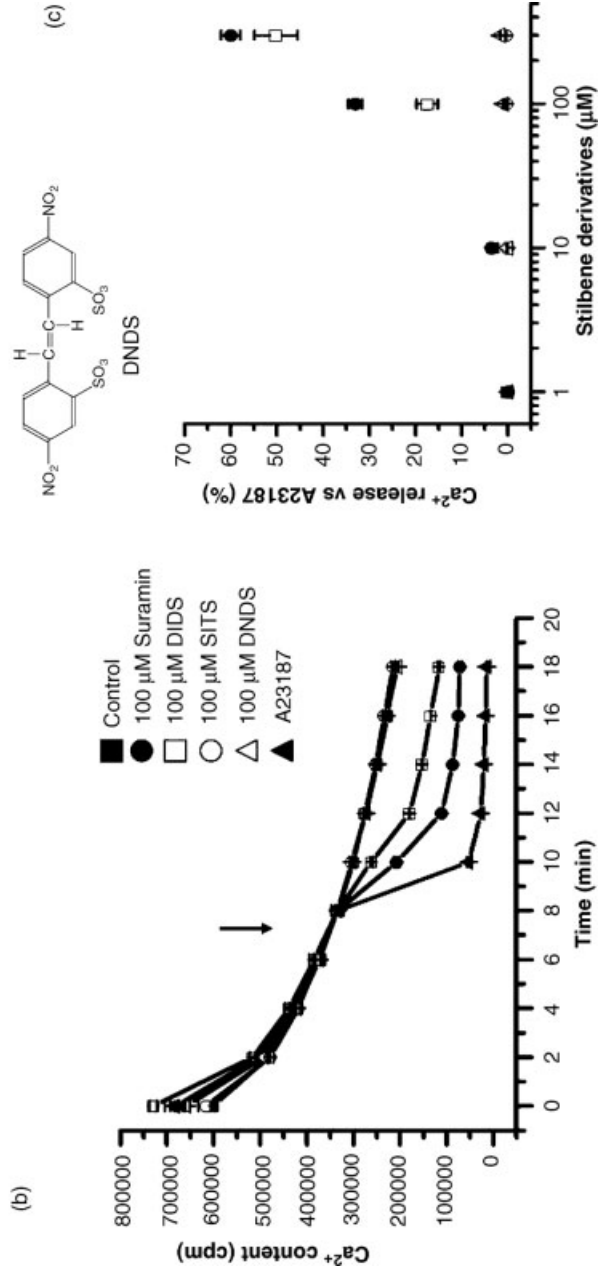 (b)
Ca²⁺ content (cpm)
800000
700000
600000
500000
400000
300000
200000
100000
0
0 2 4 6 8 10 12 14 16 18 20
Time (min)
Control
100 μM Suramin
100 μM DIDS
100 μM SITS
100 μM DNDS
A23187
NO₂
SO₃
H
C=C
H
SO₃
NO₂
DNDS
(c)
Ca²⁺ release vs A23187 (%)
70
60
50
40
30
20
10
0
1 10 100
Stilbene derivatives (μM)